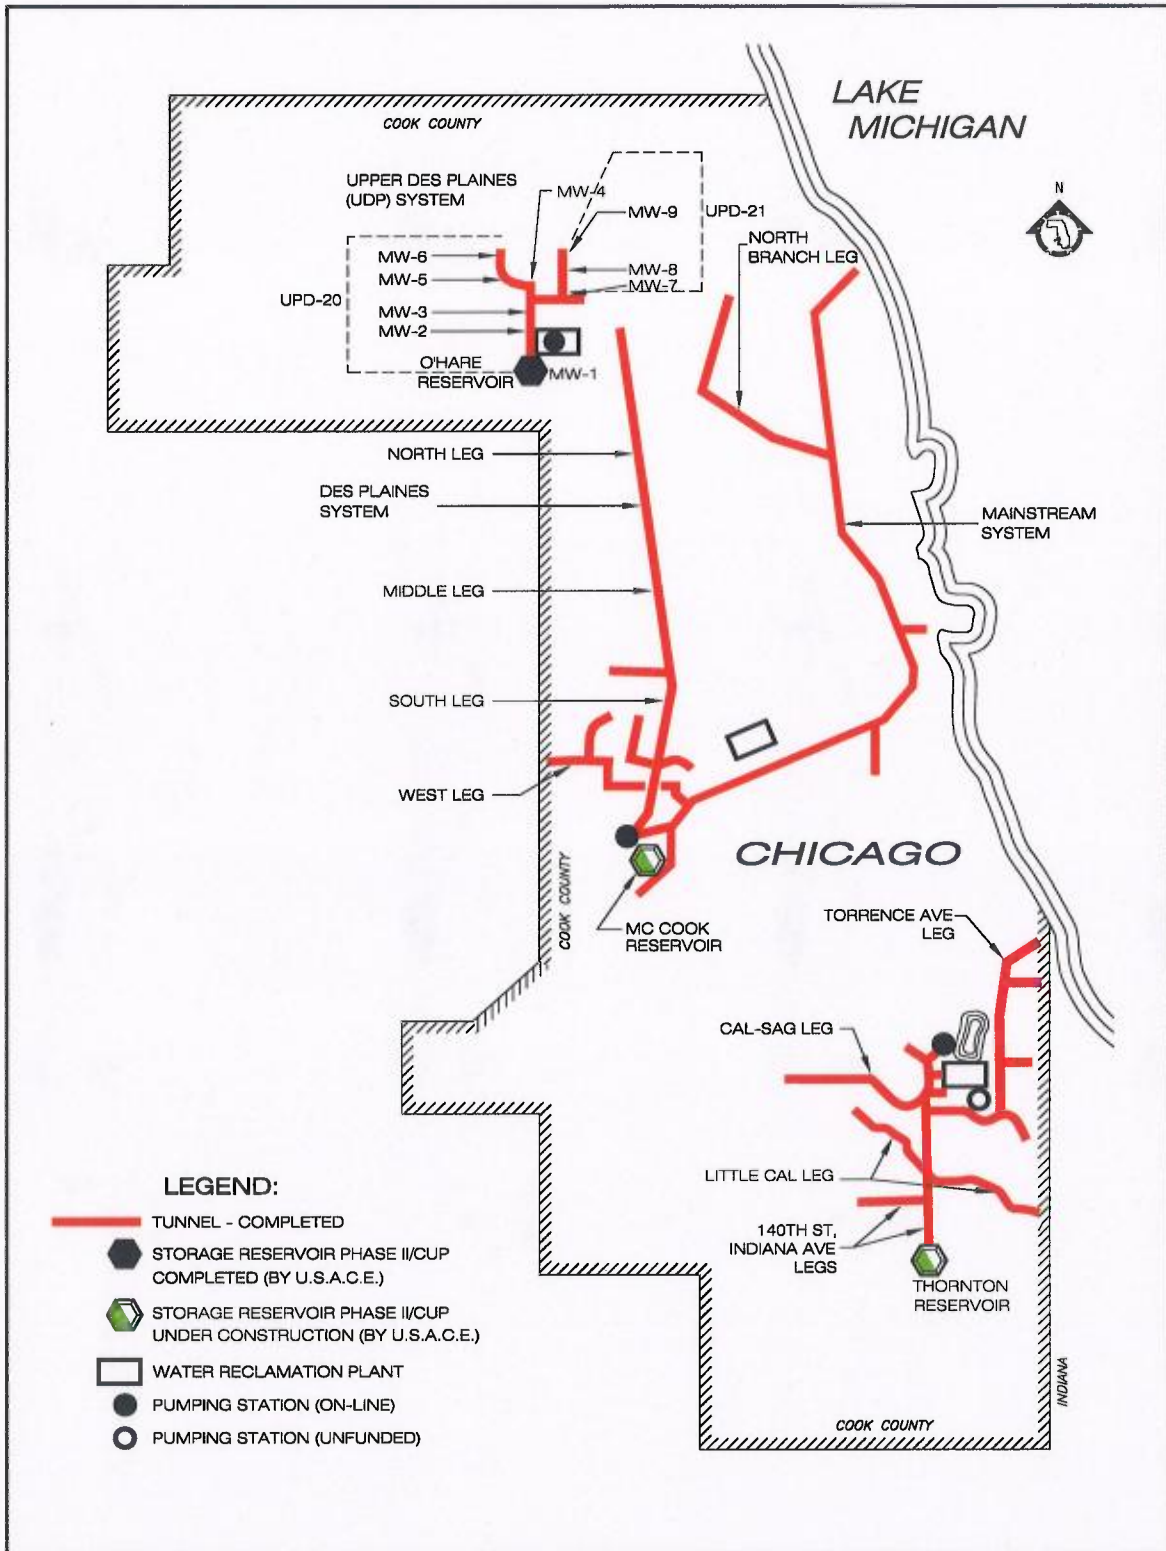 LAKE
MICHIGAN
COOK COUNTY
N
UPPER DES PLAINES
(UDP) SYSTEM
MW-4
MW-9
UPD-21
NORTH
BRANCH LEG
MW-6
MW-5
MW-8
MW-7
UPD-20
MW-3
MW-2
O'HARE
RESERVOIR
MW-1
NORTH LEG
DES PLAINES
SYSTEM
MAINSTREAM
SYSTEM
MIDDLE LEG
SOUTH LEG
WEST LEG
CHICAGO
COOK COUNTY
MC COOK
RESERVOIR
TORRENCE AVE
LEG
CAL-SAG LEG
LITTLE CAL LEG
140TH ST,
INDIANA AVE
LEGS
THORNTON
RESERVOIR
INDIANA
COOK COUNTY
LEGEND:
TUNNEL - COMPLETED
STORAGE RESERVOIR PHASE II/CUP
COMPLETED (BY U.S.A.C.E.)
STORAGE RESERVOIR PHASE II/CUP
UNDER CONSTRUCTION (BY U.S.A.C.E.)
WATER RECLAMATION PLANT
PUMPING STATION (ON-LINE)
PUMPING STATION (UNFUNDED)